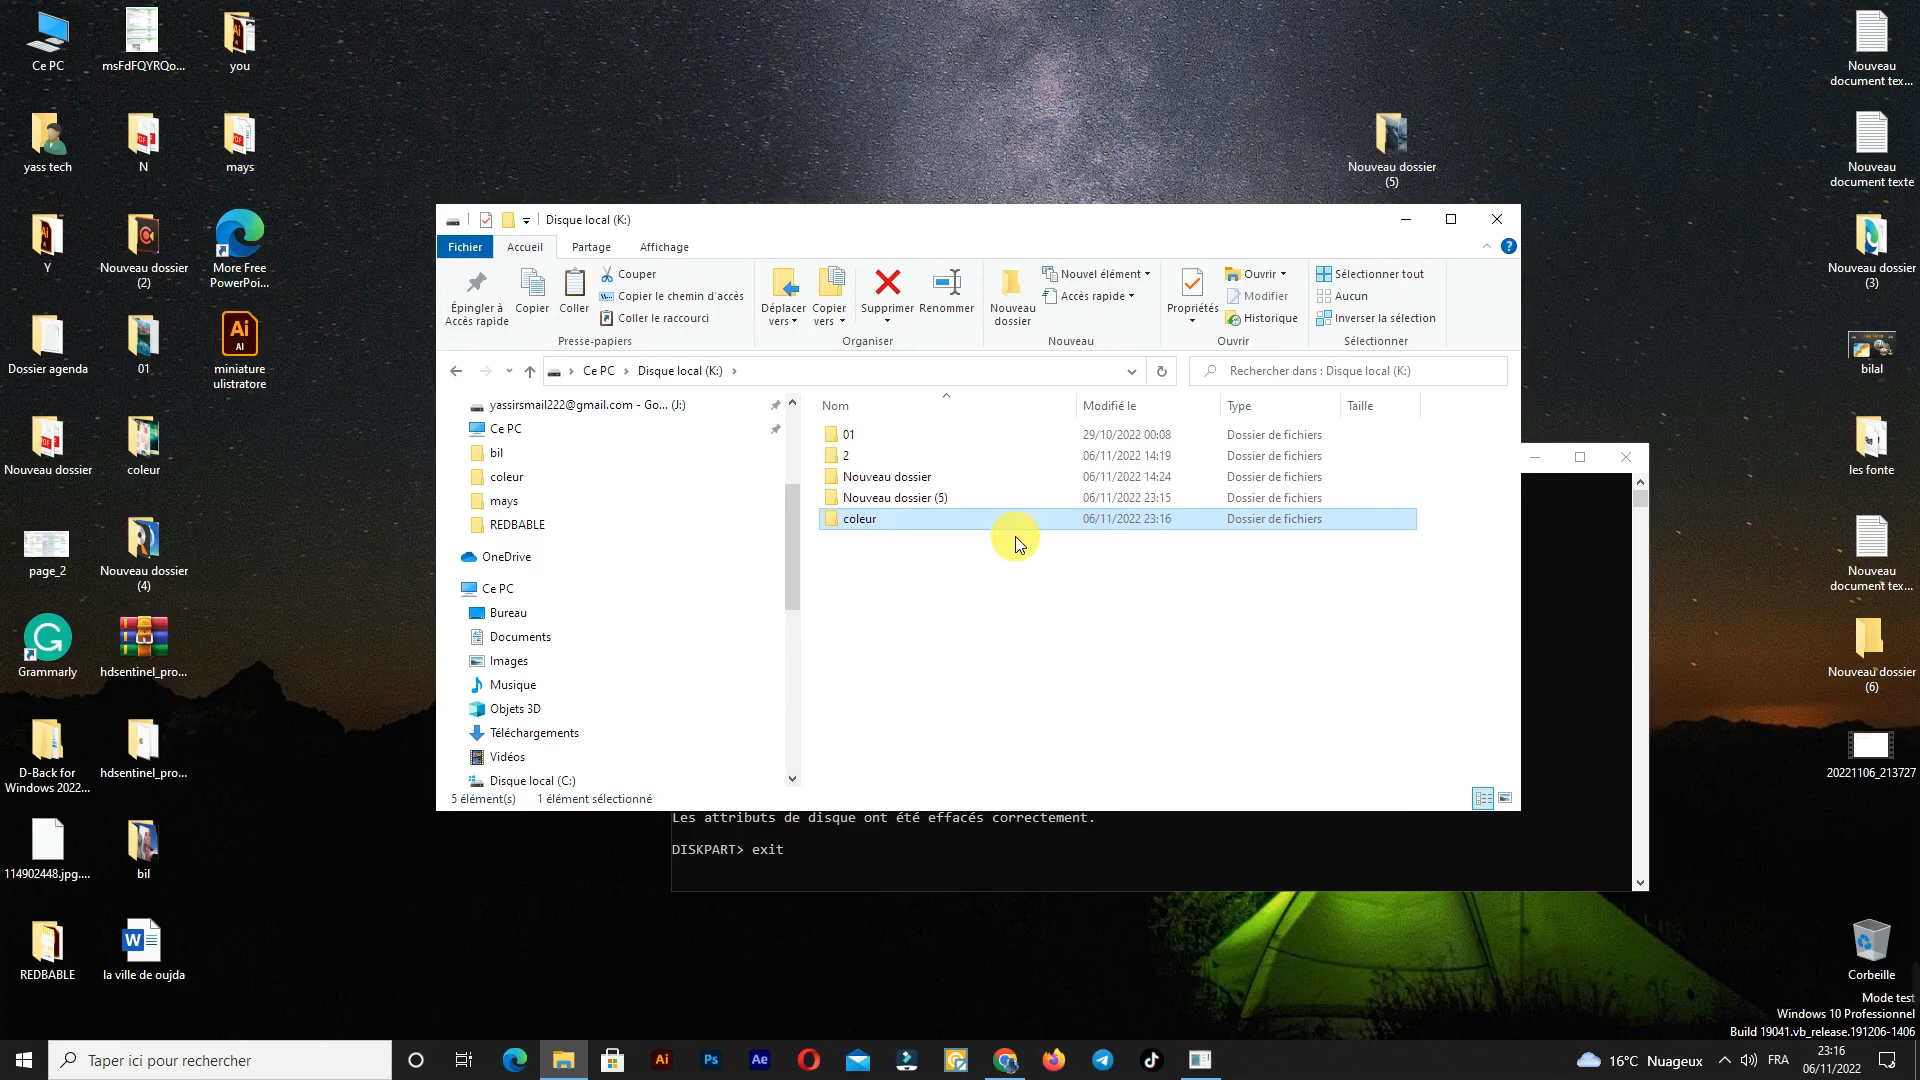 Ce PC
msFdFQYRQo...
you
yass tech
N
mays
Y
Nouveau dossier
(2)
More Free
PowerPoi...
Dossier agenda
01
miniature
ulistratore
Nouveau dossier
coleur
page_2
Nouveau dossier
(4)
Grammarly
hdsentinel_pro...
D-Back for
Windows 2022...
hdsentinel_pro...
114902448.jpg....
bil
REDBABLE
la ville de oujda
Nouveau dossier
(5)
Nouveau
document tex...
Nouveau
document texte
Nouveau dossier
(3)
bilal
les fonte
Nouveau
document tex...
Nouveau dossier
(6)
20221106_213727
Corbeille
Disque local (K:)
Fichier
Accueil
Partage
Affichage
Épingler à
Accès rapide
Copier
Coller
Couper
Copier le chemin d'accès
Coller le raccourci
Presse-papiers
Déplacer
vers
Copier
vers
Supprimer
Renommer
Organiser
Nouveau
dossier
Nouvel élément
Accès rapide
Nouveau
Propriétés
Ouvrir
Modifier
Historique
Ouvrir
Sélectionner tout
Aucun
Inverser la sélection
Sélectionner
Ce PC > Disque local (K:) >
Rechercher dans : Disque local (K:)
yassirsmail222@gmail.com - Go... (J:)
Ce PC
bil
coleur
mays
REDBABLE
OneDrive
Ce PC
Bureau
Documents
Images
Musique
Objets 3D
Téléchargements
Vidéos
Disque local (C:)
Nom Modifié le Type Taille
01 29/10/2022 00:08 Dossier de fichiers
2 06/11/2022 14:19 Dossier de fichiers
Nouveau dossier 06/11/2022 14:24 Dossier de fichiers
Nouveau dossier (5) 06/11/2022 23:15 Dossier de fichiers
coleur 06/11/2022 23:16 Dossier de fichiers
5 élément(s) 1 élément sélectionné
Les attributs de disque ont été effacés correctement.
DISKPART> exit
Mode test
Windows 10 Professionnel
Build 19041.vb_release.191206-1406
Taper ici pour rechercher
Ai
Ps
Ae
16°C Nuageux
FRA
23:16
06/11/2022